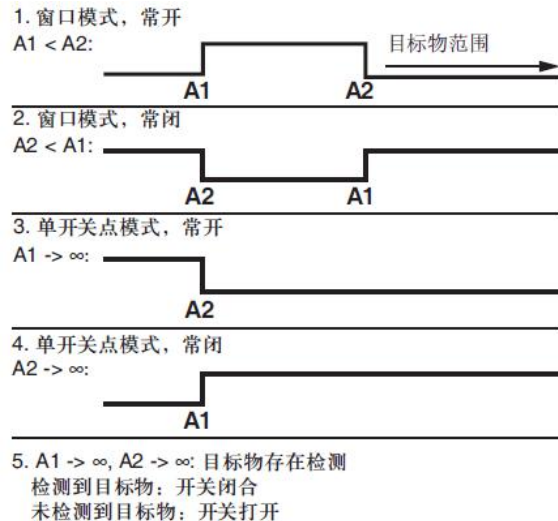 1. 窗口模式，常开
A1 < A2:
目标物范围
A1
A2
2. 窗口模式，常闭
A2 < A1:
A2
A1
3. 单开关点模式，常开
A1 -> ∞:
A2
4. 单开关点模式，常闭
A2 -> ∞:
A1
5. A1 -> ∞, A2 -> ∞: 目标物存在检测
检测到目标物：开关闭合
未检测到目标物：开关打开